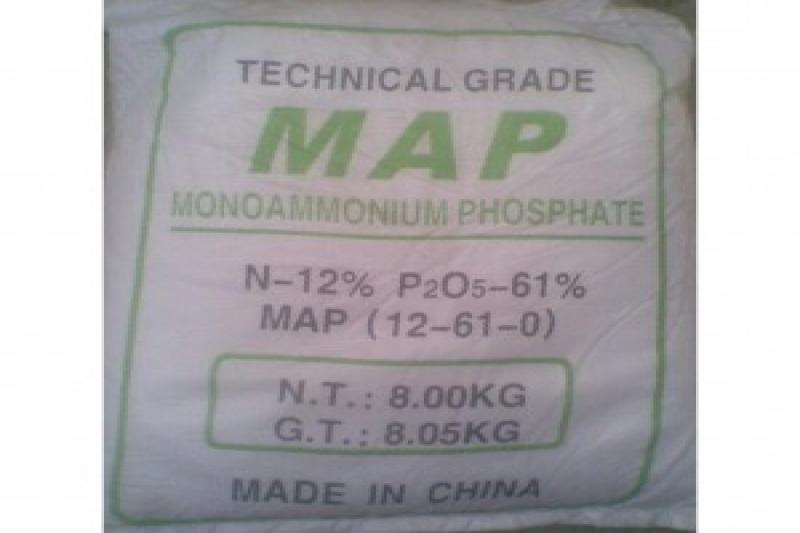 TECHNICAL GRADE
MAP
MONOAMMONIUM PHOSPHATE
N-12% P2O5-61%
MAP (12-61-0)
N.T.: 8.00KG
G.T.: 8.05KG
MADE IN CHINA